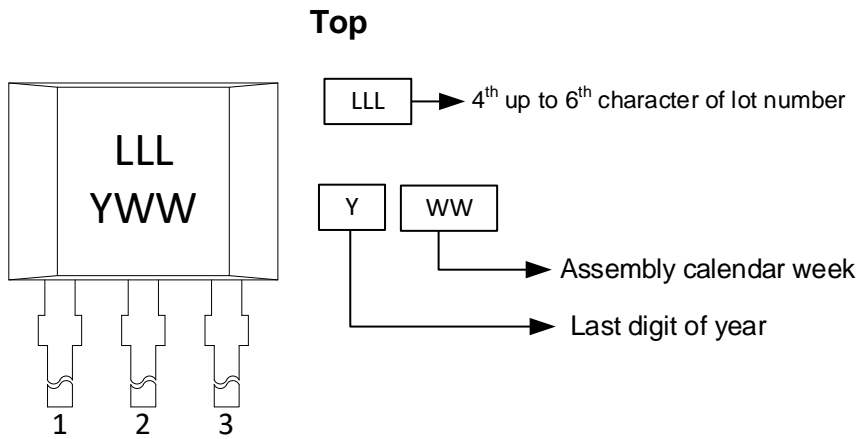 Top
LLL
YWW
LLL
4th up to 6th character of lot number
Y
WW
Assembly calendar week
Last digit of year
1
2
3